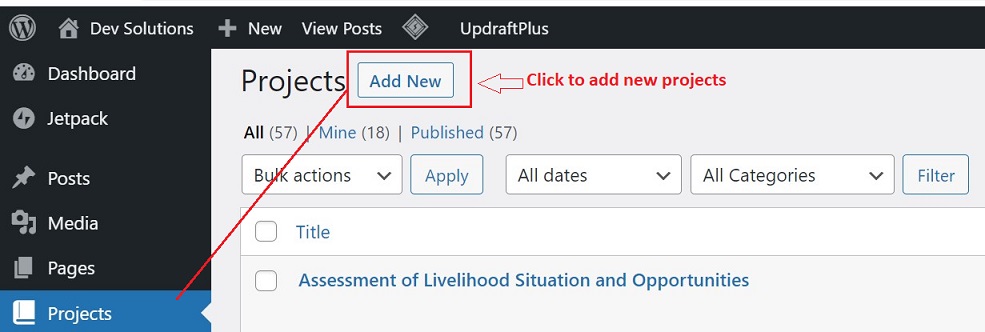 Dev Solutions New View Posts UpdraftPlus
Dashboard
Jetpack
Posts
Media
Pages
Projects
Projects Add New Click to add new projects
All (57) | Mine (18) | Published (57)
Bulk actions Apply All dates All Categories Filter
Title
Assessment of Livelihood Situation and Opportunities